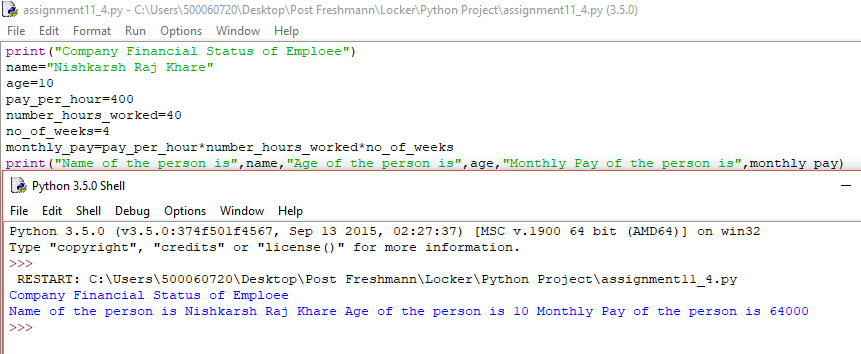 assignment11_4.py - C:\Users\500060720\Desktop\Post Freshmann\Locker\Python Project\assignment11_4.py (3.5.0)
File Edit Format Run Options Window Help
print("Company Financial Status of Emploee")
name="Nishkarsh Raj Khare"
age=10
pay_per_hour=400
number_hours_worked=40
no_of_weeks=4
monthly_pay=pay_per_hour*number_hours_worked*no_of_weeks
print("Name of the person is",name,"Age of the person is",age,"Monthly Pay of the person is",monthly_pay)
Python 3.5.0 Shell
File Edit Shell Debug Options Window Help
Python 3.5.0 (v3.5.0:374f501f4567, Sep 13 2015, 02:27:37) [MSC v.1900 64 bit (AMD64)] on win32
Type "copyright", "credits" or "license()" for more information.
>>>
RESTART: C:\Users\500060720\Desktop\Post Freshmann\Locker\Python Project\assignment11_4.py
Company Financial Status of Emploee
Name of the person is Nishkarsh Raj Khare Age of the person is 10 Monthly Pay of the person is 64000
>>>